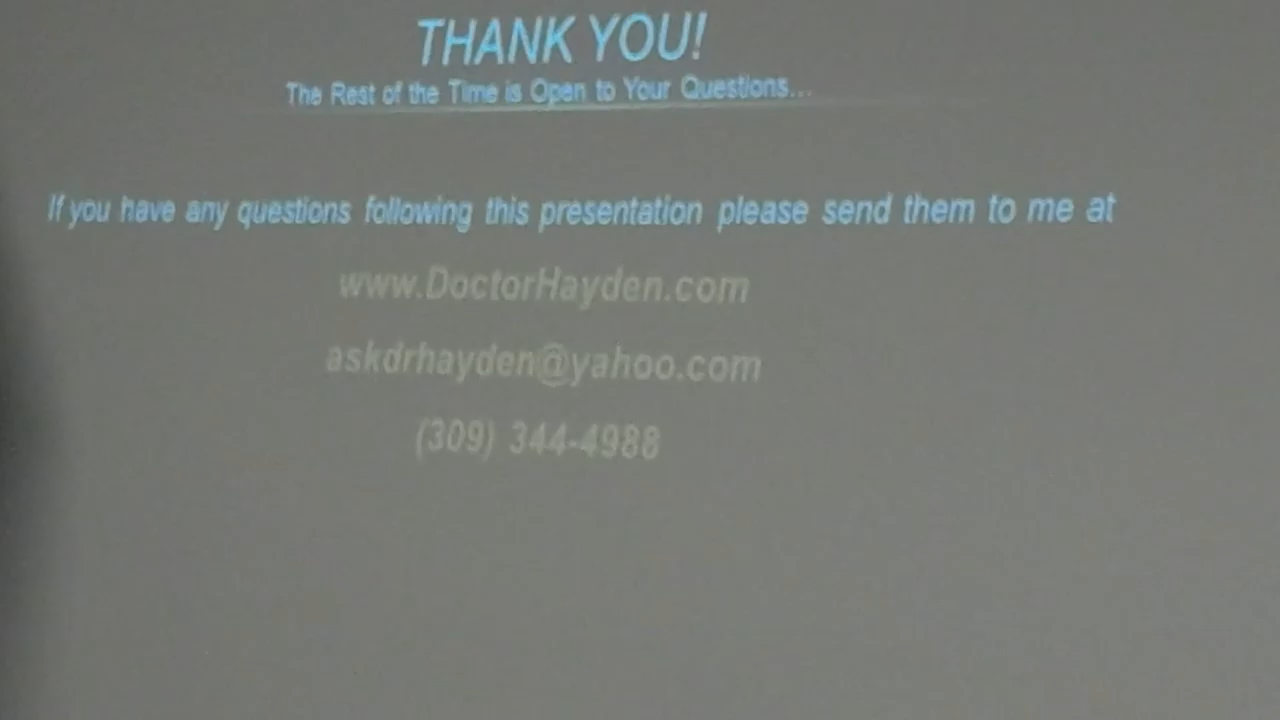 THANK YOU!
The Rest of the Time is Open to Your Questions...
If you have any questions following this presentation please send them to me at
www.DoctorHayden.com
askdrhayden@yahoo.com
(309) 344-4988